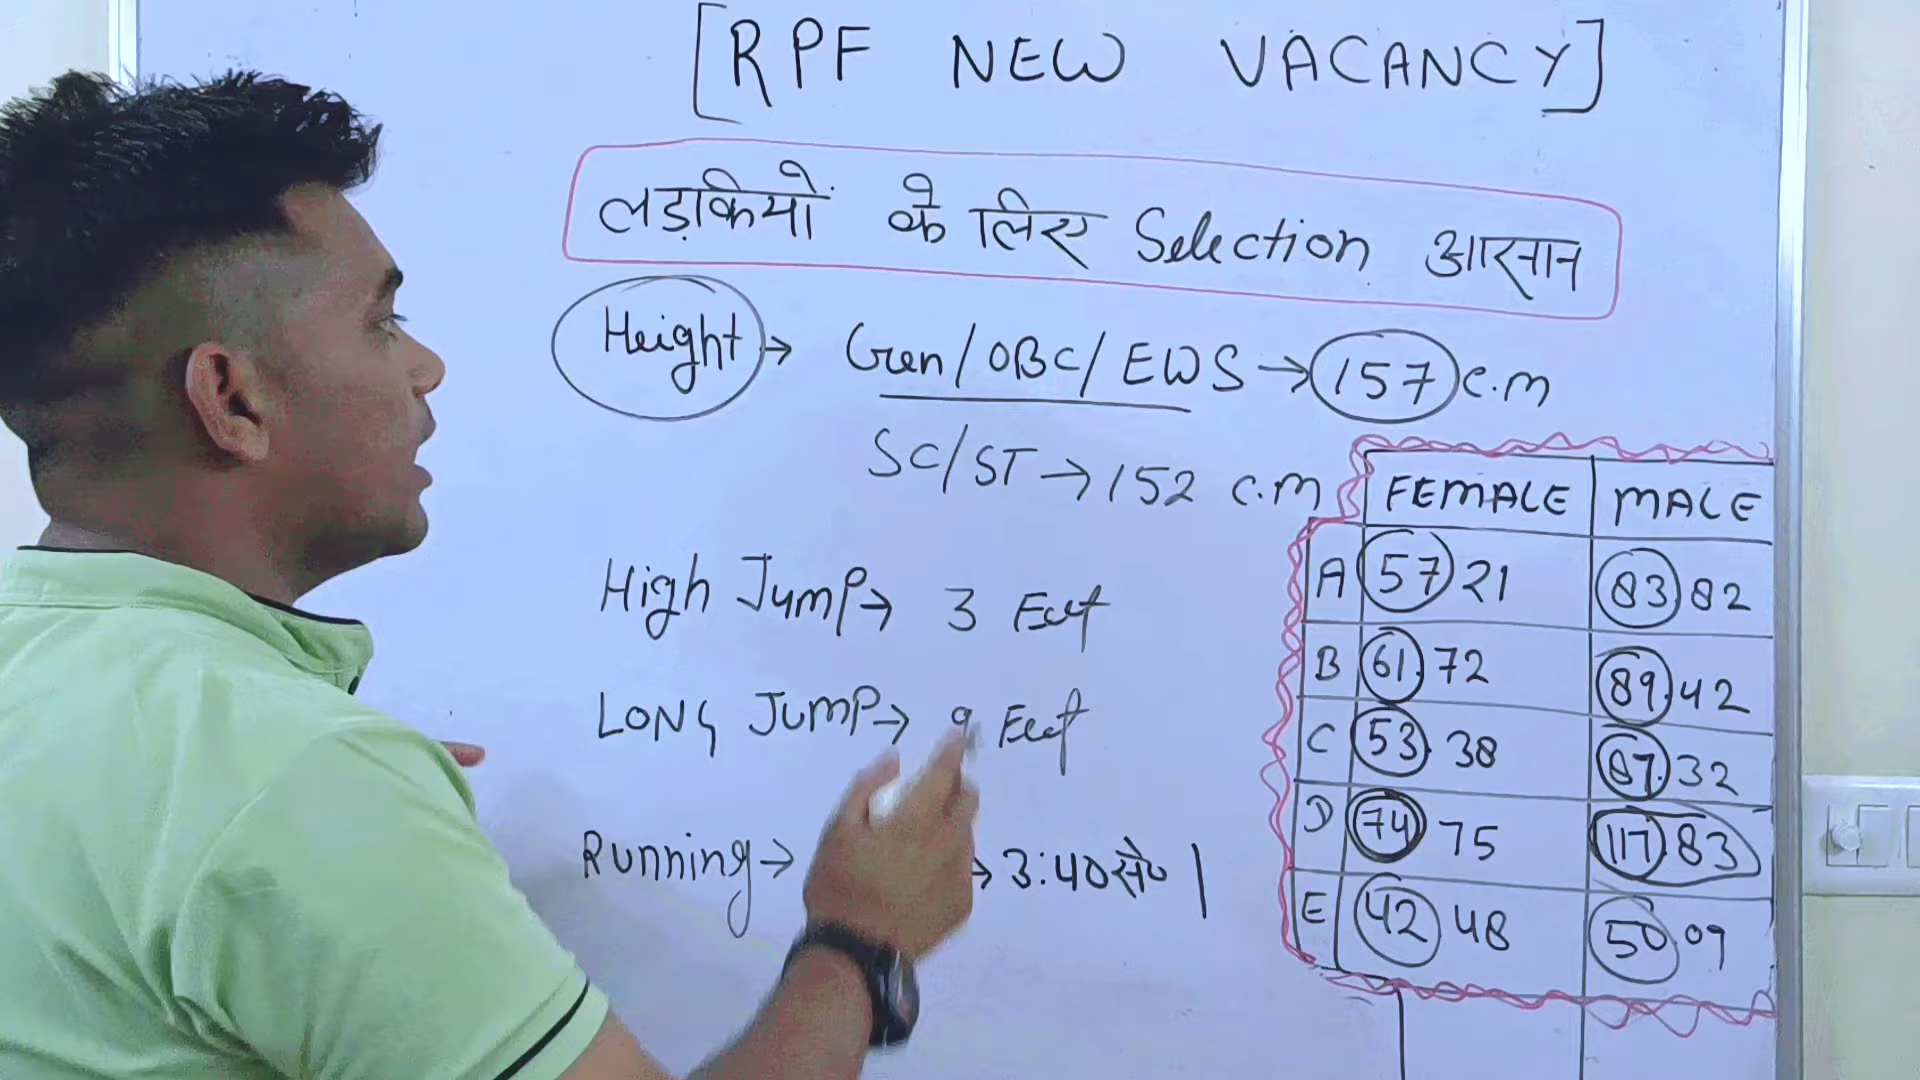 [RPF NEW VACANCY]
लड़कियों के लिए Selection आसान
Height → Gen/OBC/EWS → 157 c.m
SC/ST → 152 c.m
High Jump → 3
LONG JUMP → 9
Running → → 3:40 से०
FEMALE MALE
A 57 21 83 82
B 61.72 89.42
C 53.38 87.32
D 74 75 117.83
E 42 48 50 09